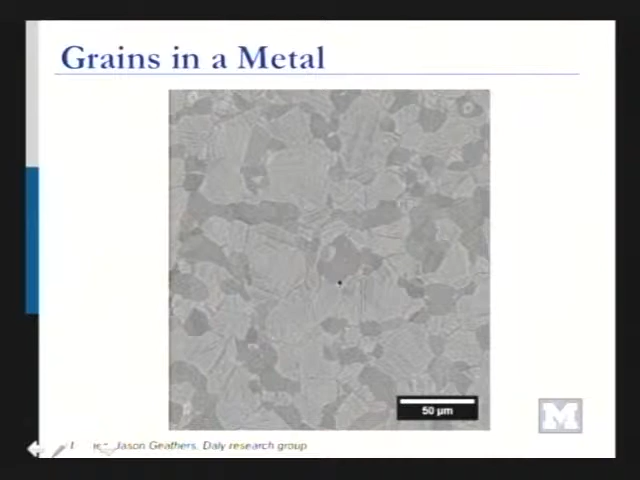 Grains in a Metal
50 µm
M
Jason Geathers, Daly research group